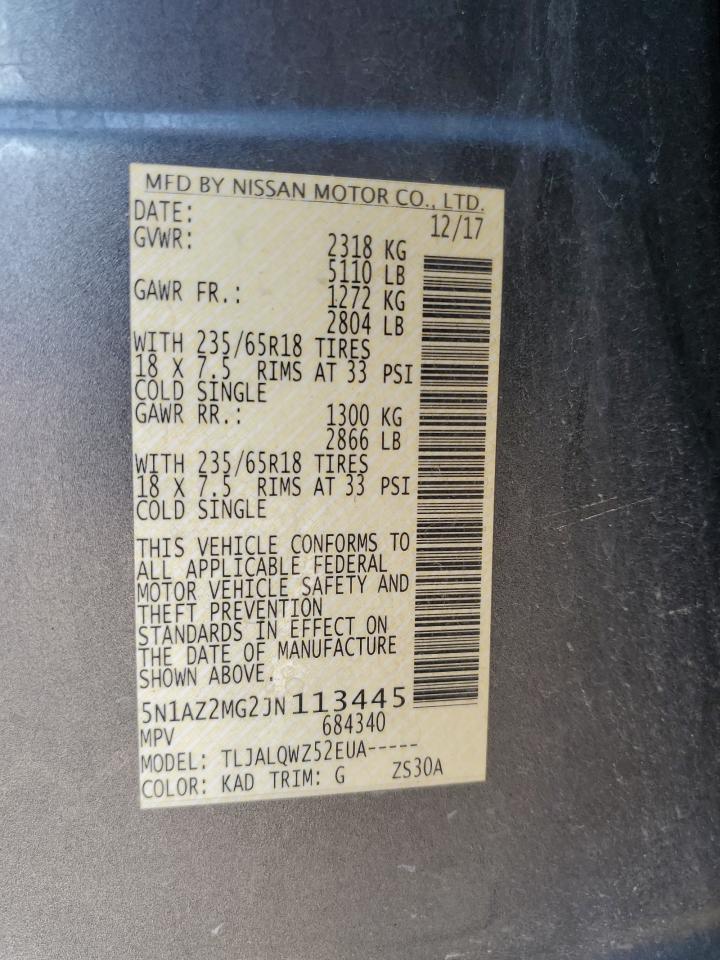 MFD BY NISSAN MOTOR CO., LTD.
DATE: 12/17
GVWR: 2318 KG
5110 LB
GAWR FR.: 1272 KG
2804 LB
WITH 235/65R18 TIRES
18 X 7.5 RIMS AT 33 PSI
COLD SINGLE
GAWR RR.: 1300 KG
2866 LB
WITH 235/65R18 TIRES
18 X 7.5 RIMS AT 33 PSI
COLD SINGLE
THIS VEHICLE CONFORMS TO
ALL APPLICABLE FEDERAL
MOTOR VEHICLE SAFETY AND
THEFT PREVENTION
STANDARDS IN EFFECT ON
THE DATE OF MANUFACTURE
SHOWN ABOVE.
5N1AZ2MG2JN113445
MPV 684340
MODEL: TLJALQWZ52EUA-----
COLOR: KAD TRIM: G ZS30A